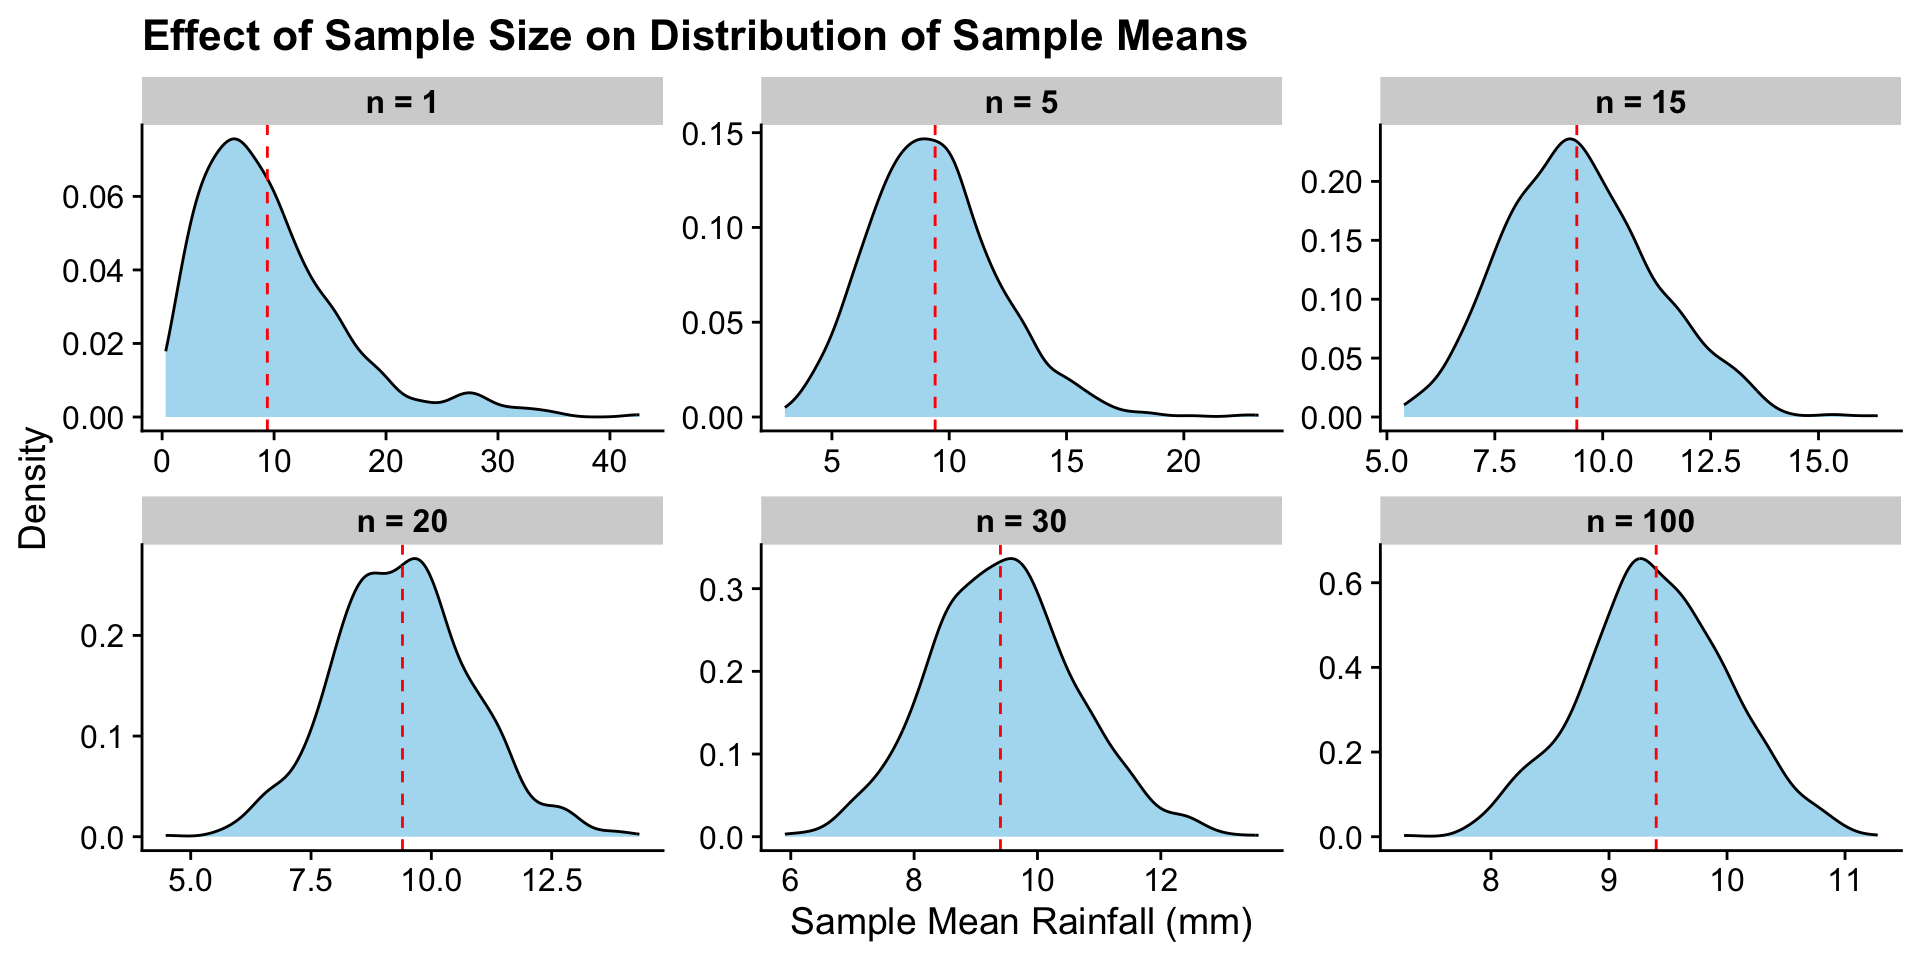 Effect of Sample Size on Distribution of Sample Means
n = 1
n = 5
n = 15
0.06
0.04
0.02
0.00
0 10 20 30 40
0.15
0.10
0.05
0.00
5 10 15 20
0.20
0.15
0.10
0.05
0.00
5.0 7.5 10.0 12.5 15.0
Density
n = 20
n = 30
n = 100
0.2
0.1
0.0
5.0 7.5 10.0 12.5
0.3
0.2
0.1
0.0
6 8 10 12
0.6
0.4
0.2
0.0
8 9 10 11
Sample Mean Rainfall (mm)